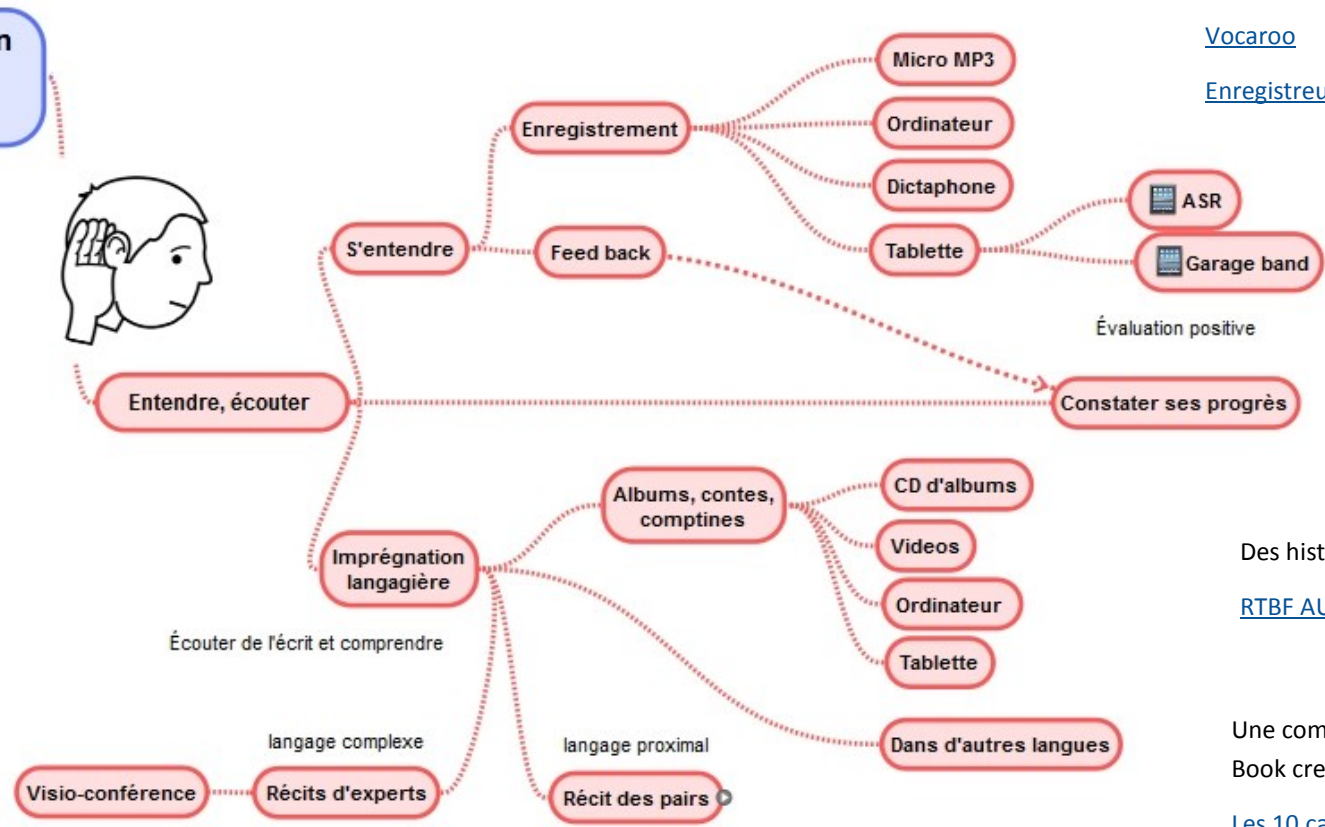 n
Vocaroo
Enregistreu
Micro MP3
Enregistrement
Ordinateur
Dictaphone
ASR
S'entendre
Feed back
Tablette
Garage band
Évaluation positive
Entendre, écouter
Constater ses progrès
Albums, contes,
comptines
CD d'albums
Imprégnation
langagière
Videos
Des hist
Ordinateur
RTBF AU
Écouter de l'écrit et comprendre
Tablette
langage complexe
langage proximal
Dans d'autres langues
Une com
Book cre
Visio-conférence
Récits d'experts
Récit des pairs
Les 10 ca